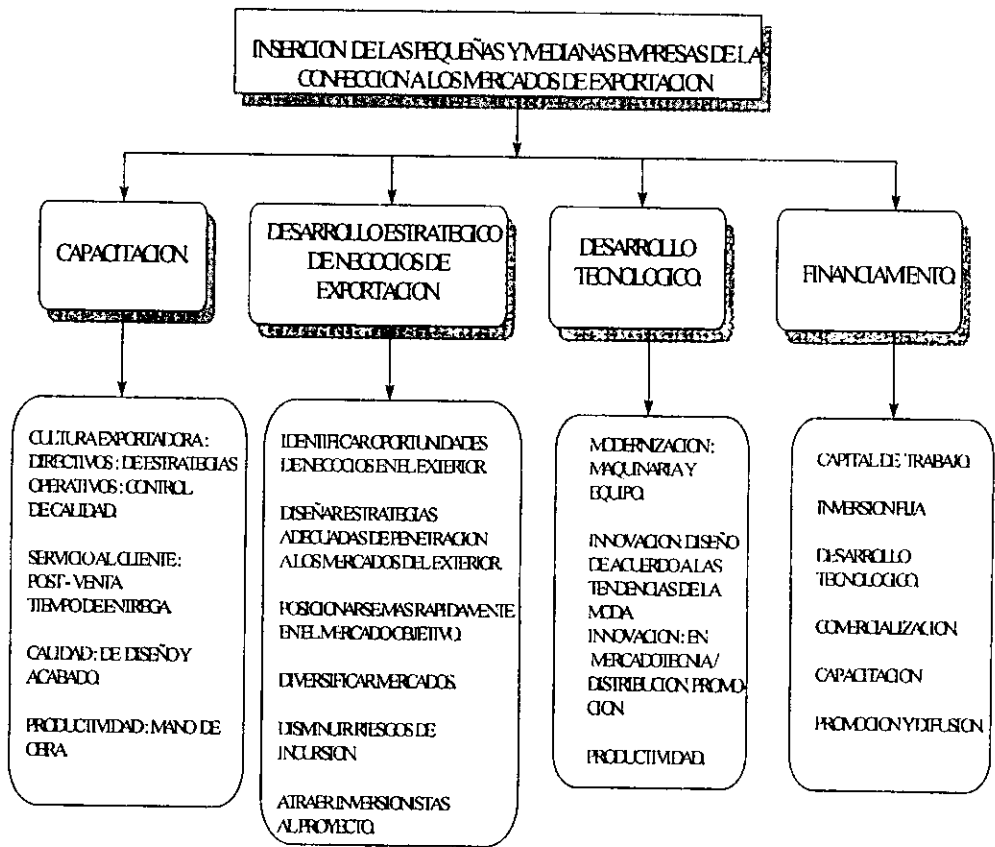 INSERCION DE LAS PEQUEÑAS Y MEDIANAS EMPRESAS DE LA
CONFECCION A LOS MERCADOS DE EXPORTACION
CAPACITACION.
DESARROLLO ESTRATEGICO
DE NEGOCIOS DE
EXPORTACION
DESARROLLO
TECNOLOGICO.
FINANCIAMIENTO.
CULTURA EXPORTADORA :
DIRECTIVOS : DE ESTRATEGIAS
OPERATIVOS : CONTROL
DE CALIDAD.
SERVICIO AL CLIENTE :
POST - VENTA
TIEMPO DE ENTREGA
CALIDAD : DE DISEÑO Y
ACABADO.
PRODUCTIVIDAD : MANO DE
OBRA
IDENTIFICAR OPORTUNIDADES
DE NEGOCIOS EN EL EXTERIOR.
DISEÑAR ESTRATEGIAS
ADECUADAS DE PENETRACION
A LOS MERCADOS DEL EXTERIOR.
POSICIONARSE MAS RAPIDAMENTE
EN EL MERCADO OBJETIVO.
DIVERSIFICAR MERCADOS.
DISMINUIR RIESGOS DE
INCURSION
ATRAER INVERSIONISTAS
AL PROYECTO.
MODERNIZACION :
MAQUINARIA Y
EQUIPO.
INNOVACION: DISEÑO
DE ACUERDO A LAS
TENDENCIAS DE LA
MODA
INNOVACION : EN
MERCADOTECNIA /
DISTRIBUCION PROMO-
CION
PRODUCTIVIDAD.
CAPITAL DE TRABAJO.
INVERSION FIJA
DESARROLLO
TECNOLOGICO.
COMERCIALIZACION
CAPACITACION
PROMOCION Y DIFUSION